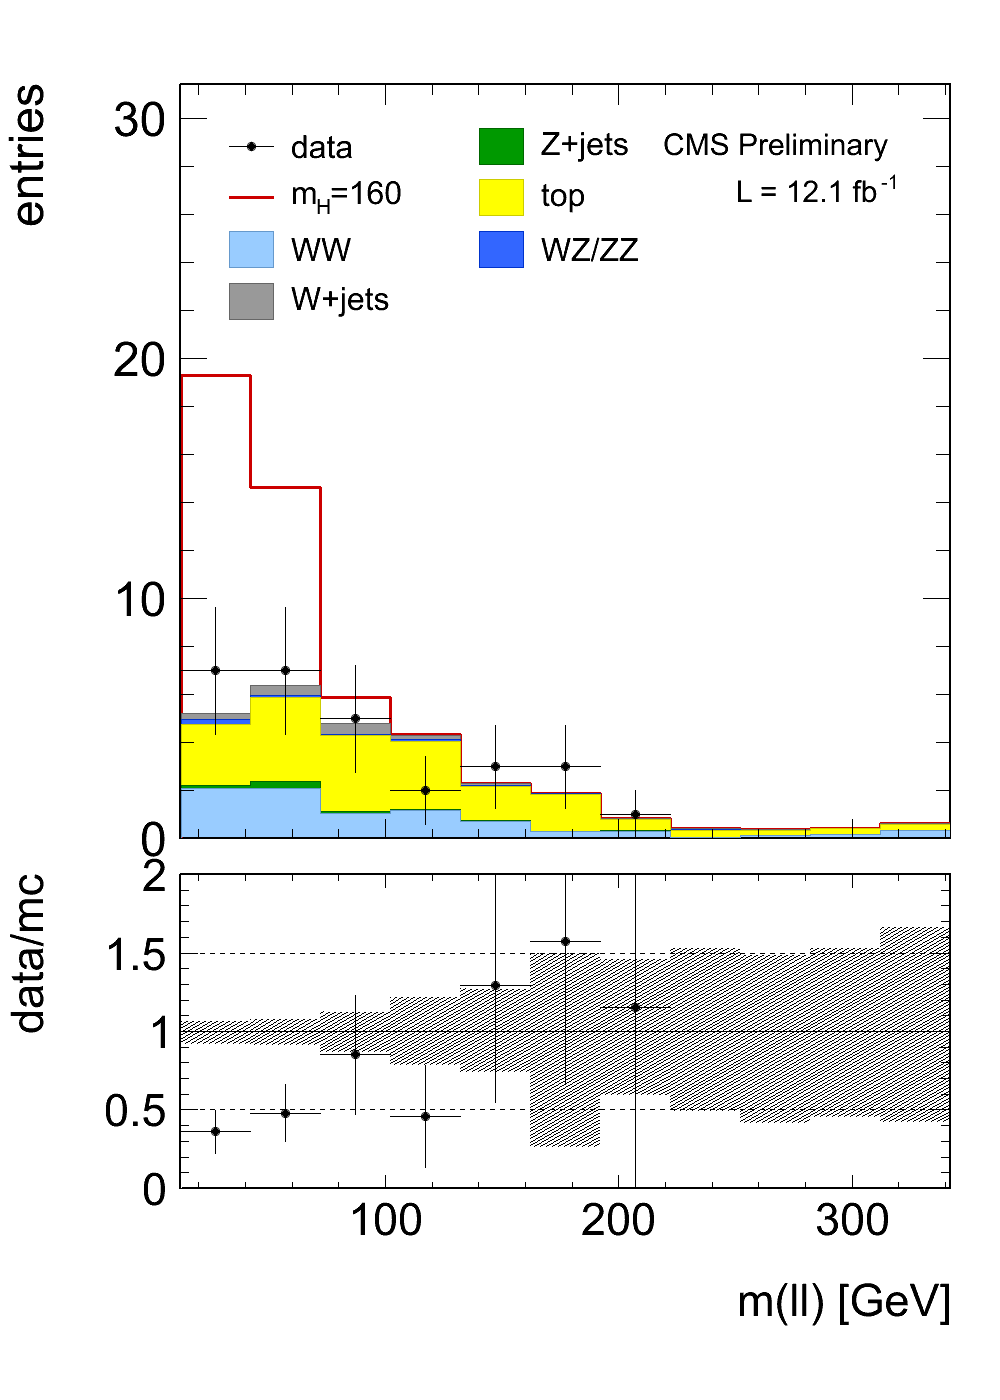 entries
30
20
10
0
data
mH=160
WW
W+jets
Z+jets
top
WZ/ZZ
CMS Preliminary
L = 12.1 fb-1
data/mc
2
1.5
1
0.5
0
100 200 300
m(ll) [GeV]